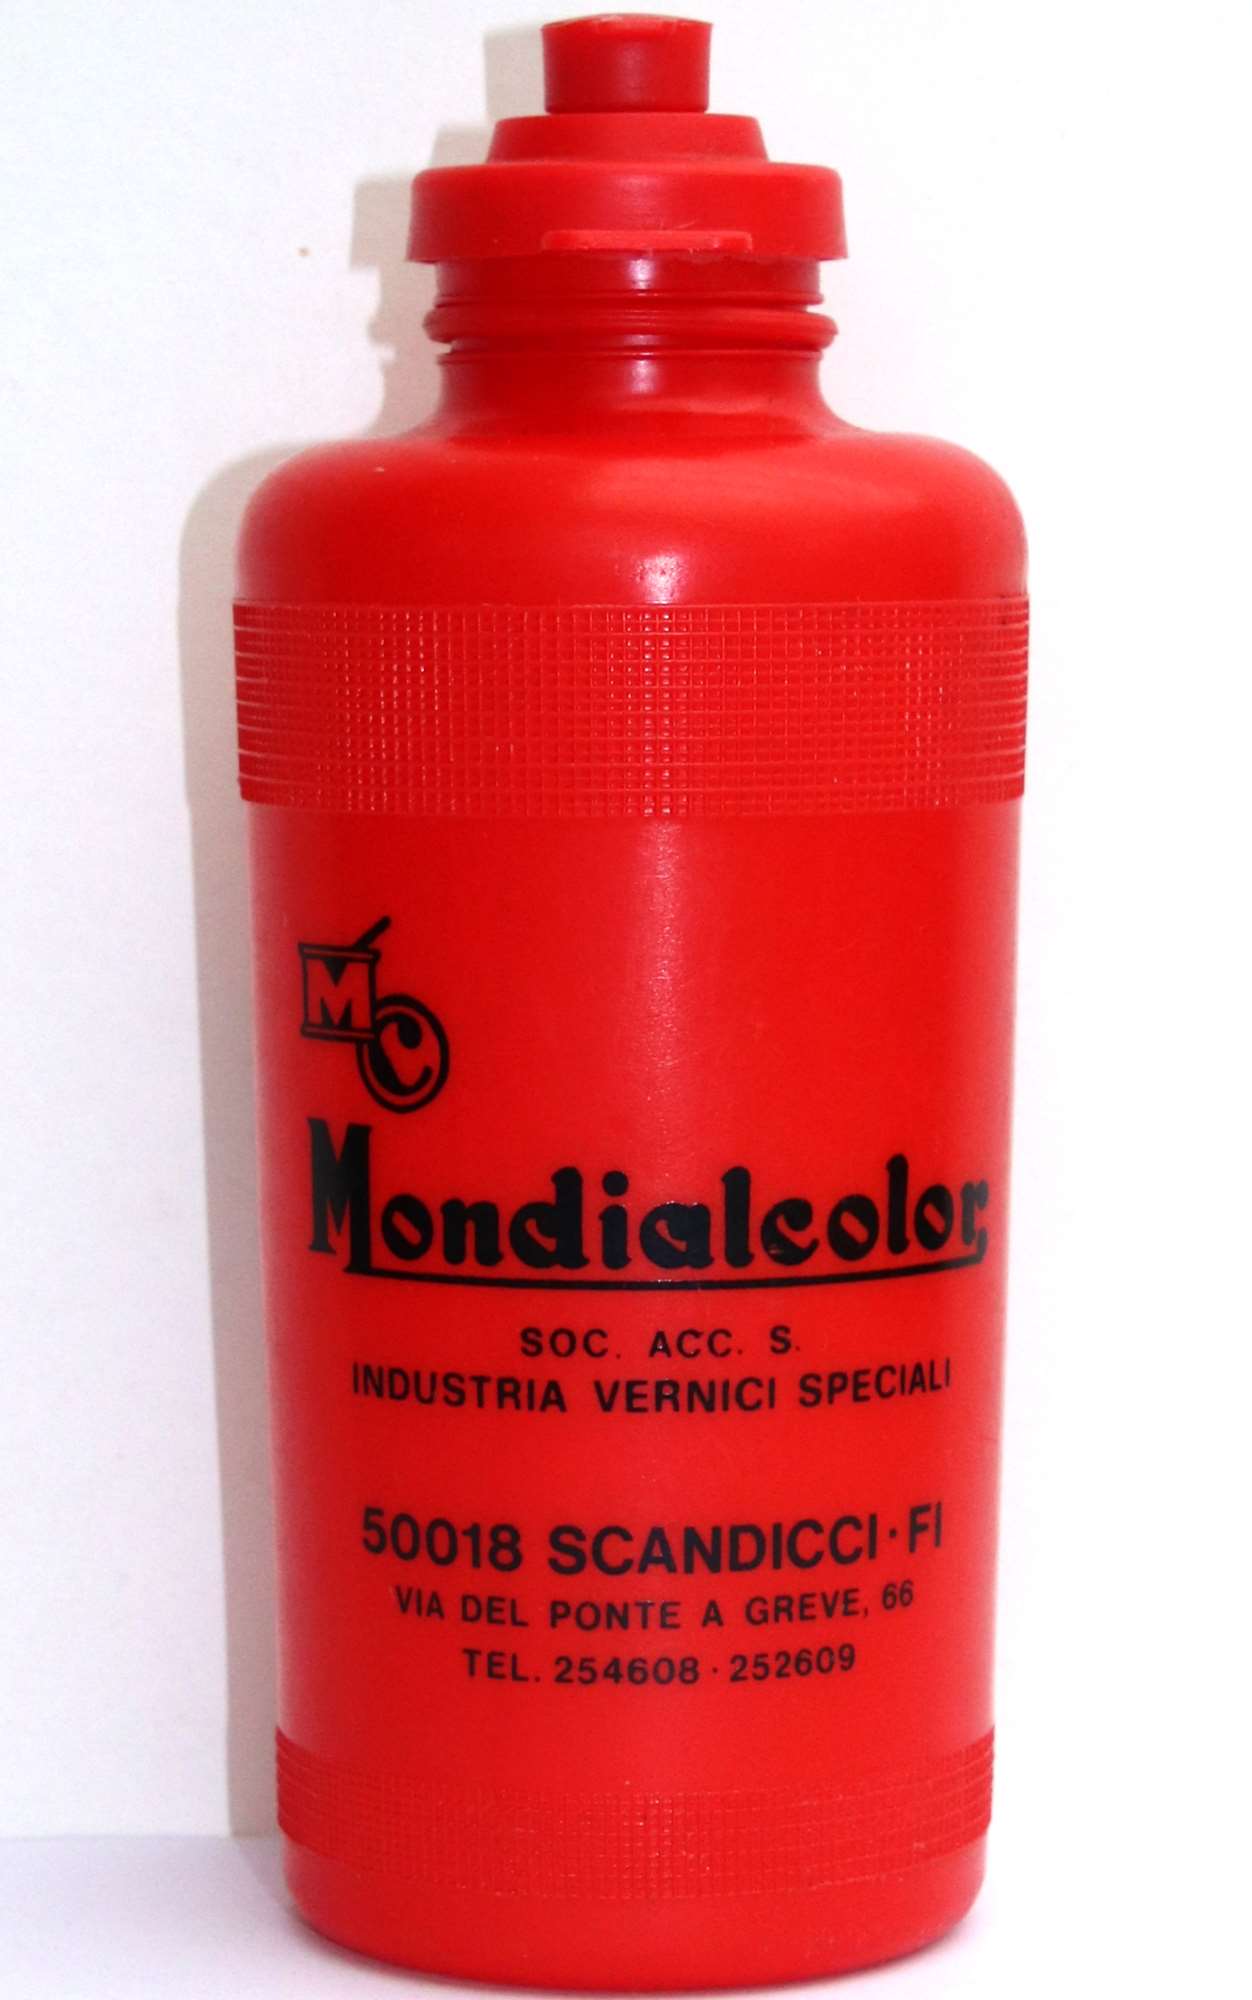 MC
Mondialcolor
SOC. ACC. S.
INDUSTRIA VERNICI SPECIALI
50018 SCANDICCI · FI
VIA DEL PONTE A GREVE, 66
TEL. 254608 · 252609